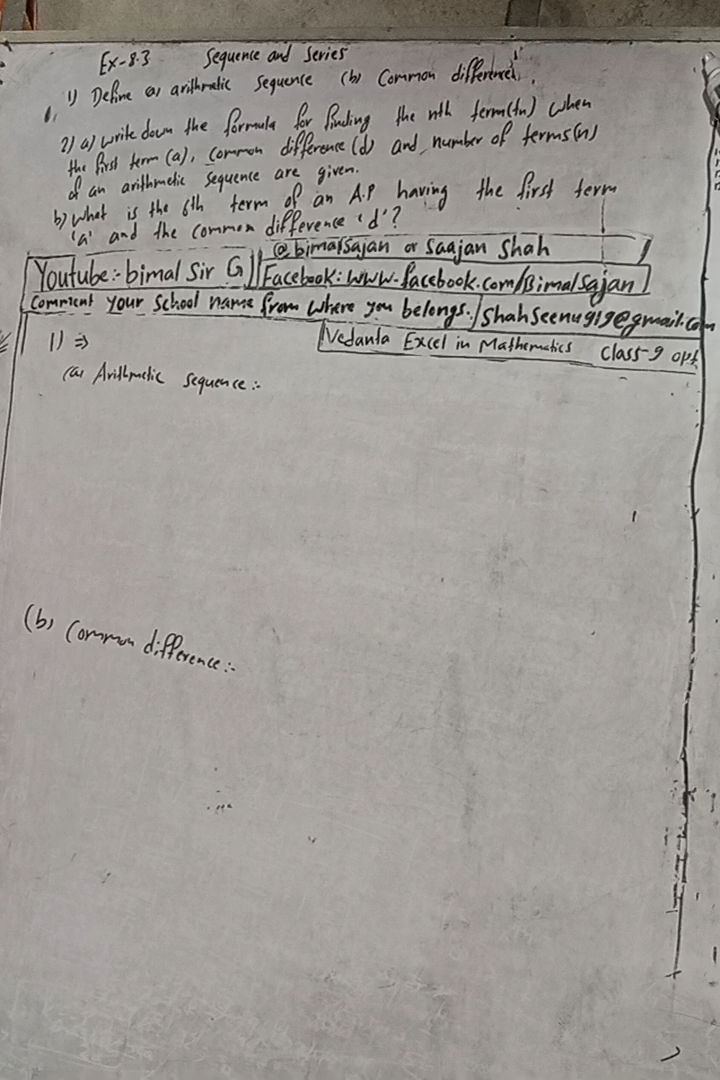 Ex-8.3 Sequence and Series
1) Define (a) arithmetic sequence (b) Common difference.
2) a) write down the formula for finding the nth term(tn) when
the first term (a), common difference (d) and number of terms(n)
of an arithmetic sequence are given.
b) What is the 6th term of an A.P having the first term
'a' and the common difference 'd'?
@bimalsajan or Saajan Shah
Youtube:- bimal Sir G
Facebook: www.facebook.com/Bimalsajan
Comment your School name from where you belongs.
Shahseenu919@gmail.com
Vedanta Excel in Mathematics Class-9 opt
1) ⇒
(a) Arithmetic sequence:-
(b) Common difference:-